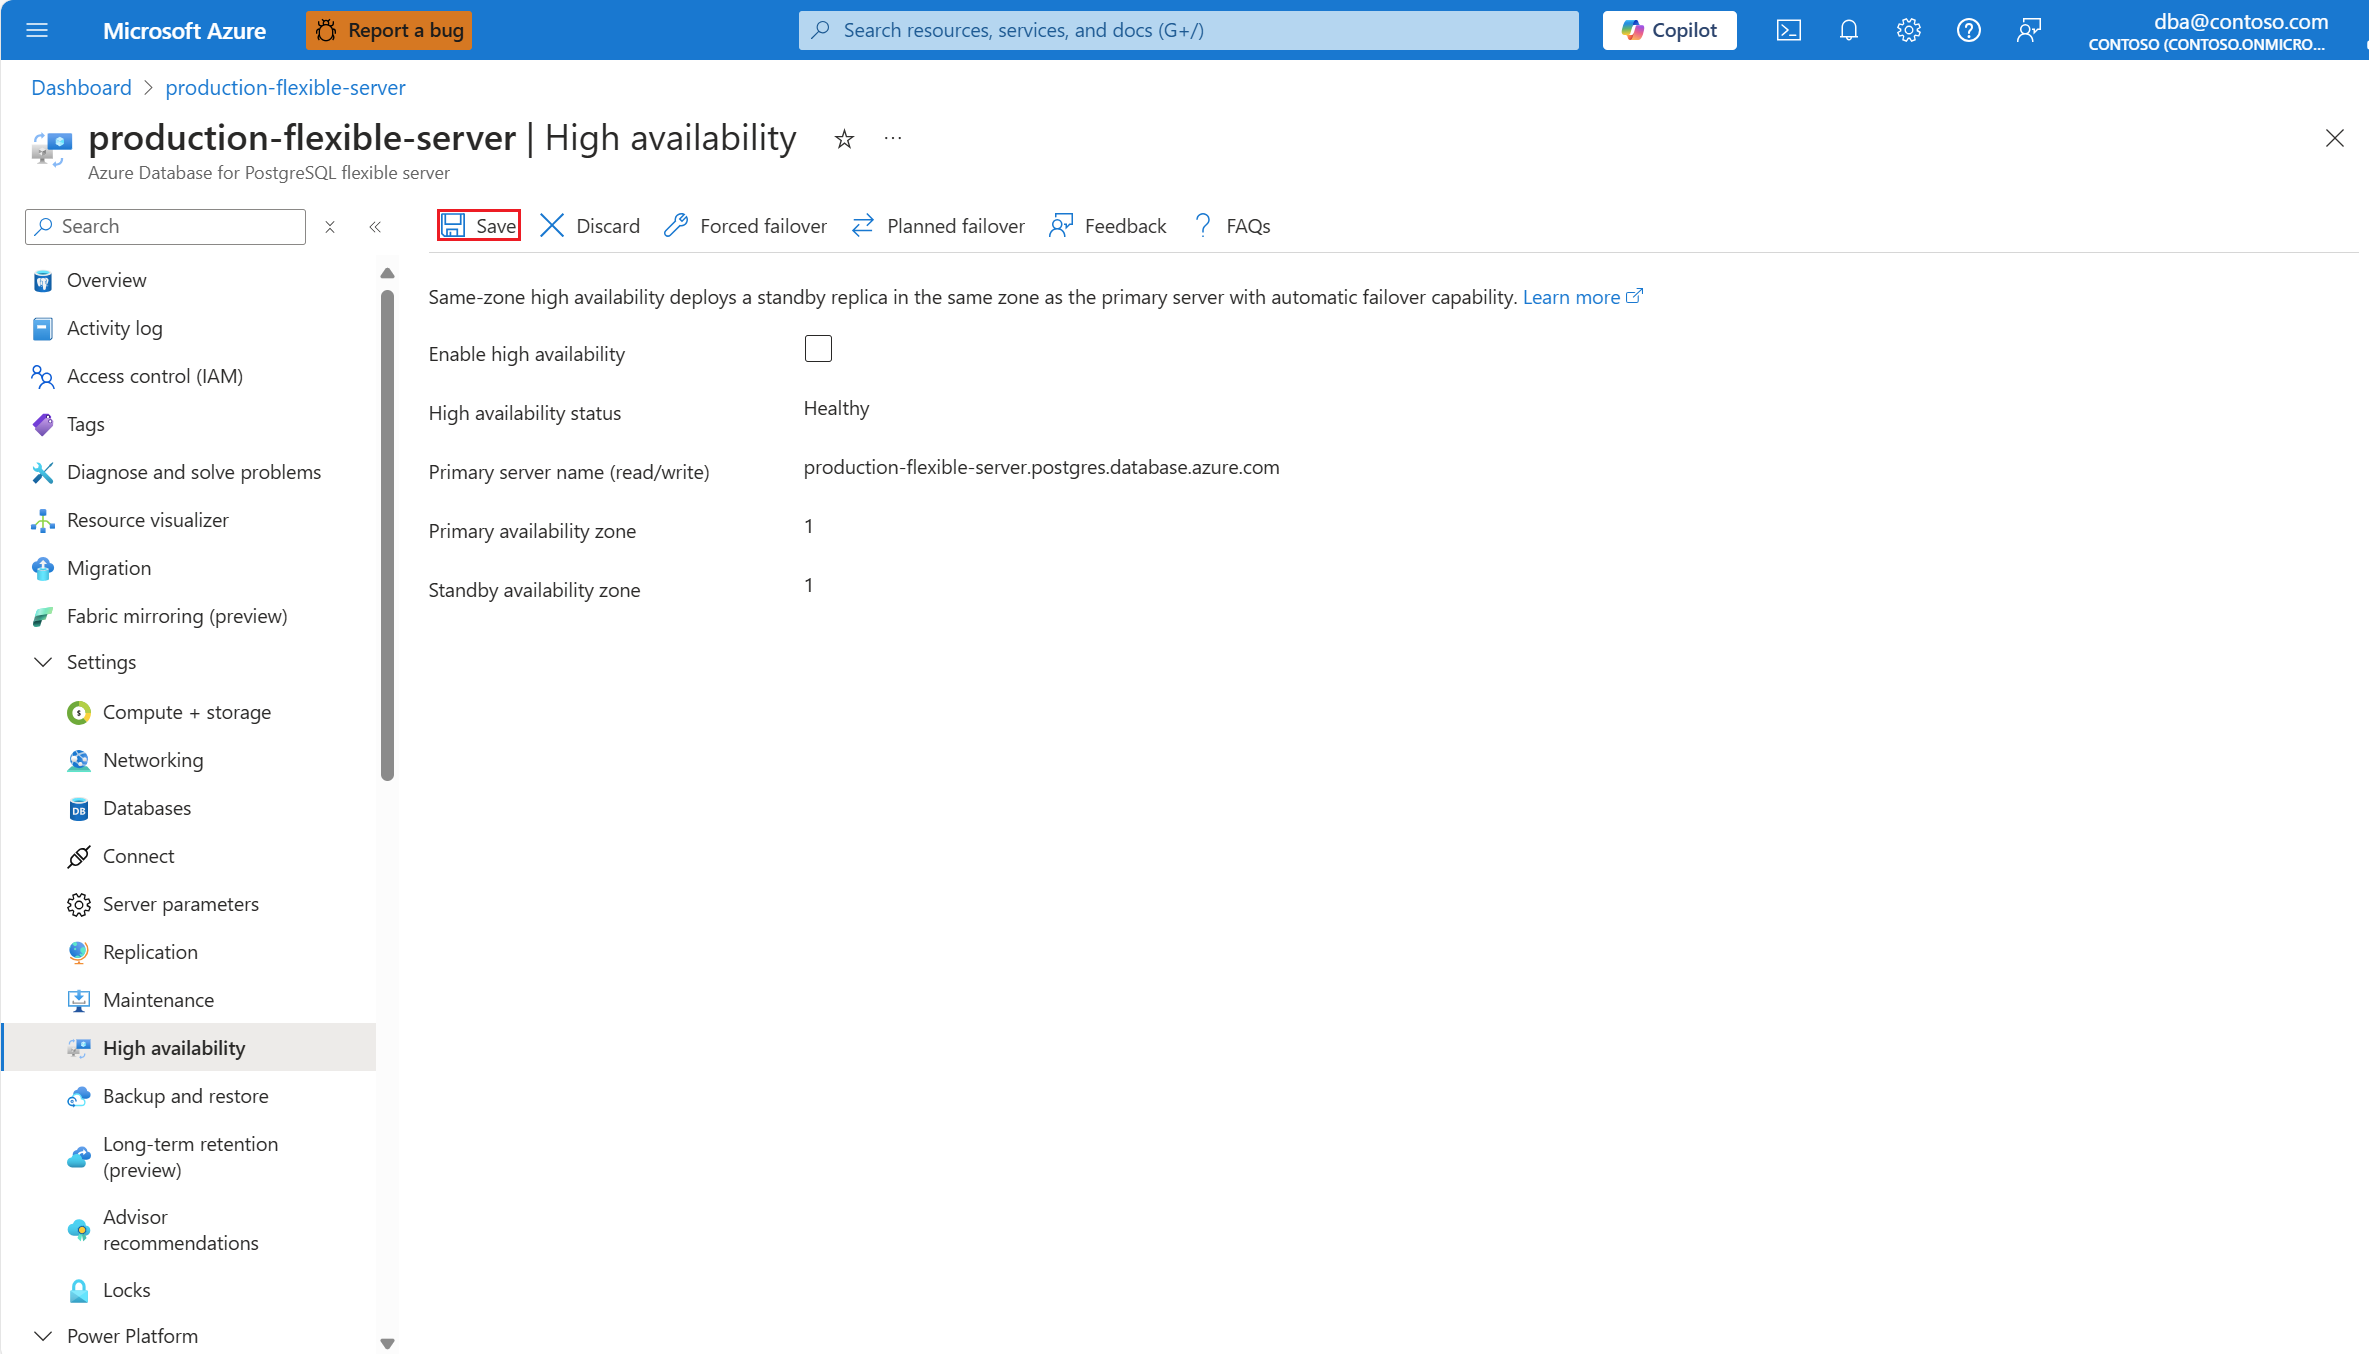 Microsoft Azure
Report a bug
Search resources, services, and docs (G+/)
Copilot
dba@contoso.com
CONTOSO (CONTOSO.ONMICRO...
Dashboard > production-flexible-server
production-flexible-server | High availability
Azure Database for PostgreSQL flexible server
Search
Save
Discard
Forced failover
Planned failover
Feedback
FAQs
Overview
Activity log
Access control (IAM)
Tags
Diagnose and solve problems
Resource visualizer
Migration
Fabric mirroring (preview)
Settings
Compute + storage
Networking
Databases
Connect
Server parameters
Replication
Maintenance
High availability
Backup and restore
Long-term retention
(preview)
Advisor
recommendations
Locks
Power Platform
Same-zone high availability deploys a standby replica in the same zone as the primary server with automatic failover capability. Learn more
Enable high availability
High availability status Healthy
Primary server name (read/write) production-flexible-server.postgres.database.azure.com
Primary availability zone 1
Standby availability zone 1